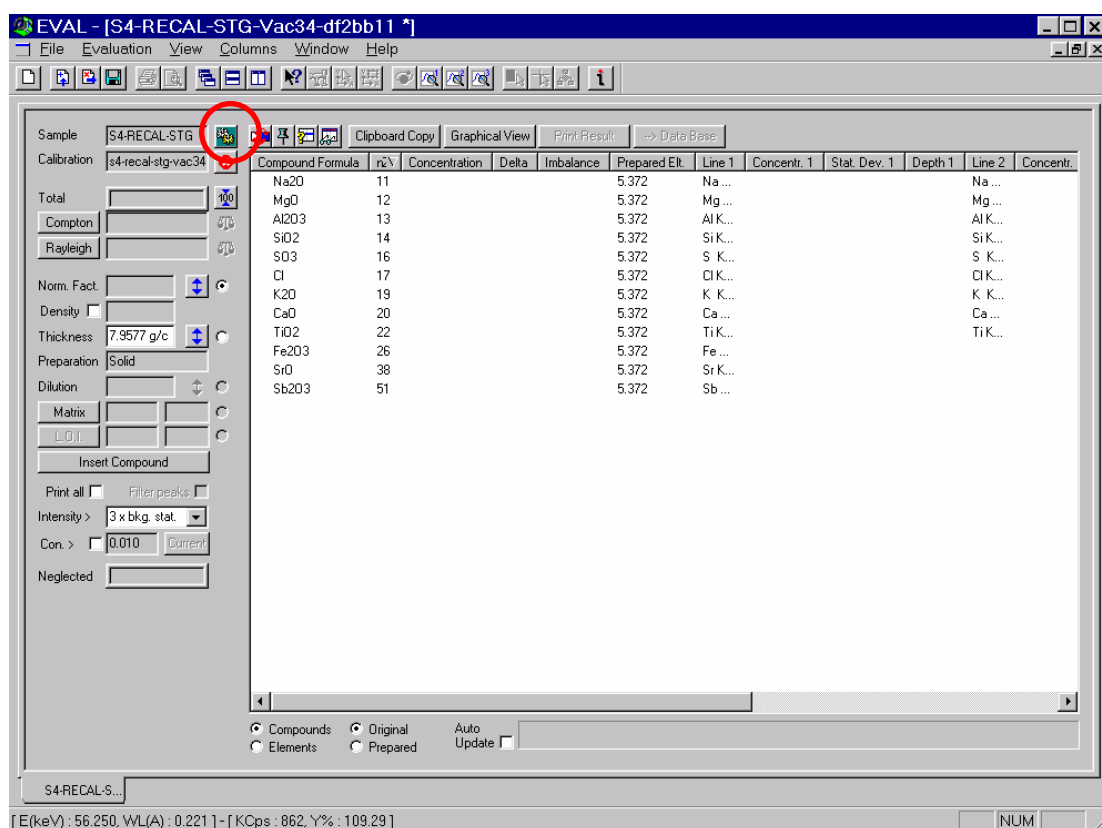 EVAL - [S4-RECAL-STG-Vac34-df2bb11 *]
File Evaluation View Columns Window Help
Sample S4-RECAL-STG Clipboard Copy Graphical View Print Result --> Data Base
Calibration s4-recal-stg-vac34
Compound Formula Concentration Delta Imbalance Prepared Elt. Line 1 Concentr. 1 Stat. Dev. 1 Depth 1 Line 2 Concentr.
Na2O 11 5.372 Na ... Na ...
MgO 12 5.372 Mg ... Mg ...
Al2O3 13 5.372 Al K... Al K...
SiO2 14 5.372 Si K... Si K...
SO3 16 5.372 S K... S K...
Cl 17 5.372 Cl K... Cl K...
K2O 19 5.372 K K... K K...
CaO 20 5.372 Ca ... Ca ...
TiO2 22 5.372 Ti K... Ti K...
Fe2O3 26 5.372 Fe ...
SrO 38 5.372 Sr K...
Sb2O3 51 5.372 Sb ...
Total 100
Compton
Rayleigh
Norm. Fact.
Density
Thickness 7.9577 g/c
Preparation Solid
Dilution
Matrix
L.O.I.
Insert Compound
Print all Filter peaks
Intensity > 3 x bkg. stat.
Con. > 0.010 Current
Neglected
Compounds Original Auto
Elements Prepared Update
S4-RECAL-S...
[ E(keV) : 56.250, WL(A) : 0.221 ] - [ KCps : 862, Y% : 109.29 ] NUM